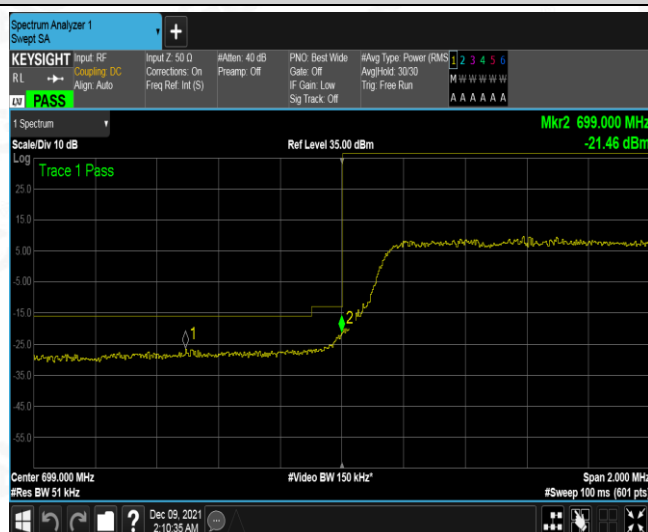 Spectrum Analyzer 1
Swept SA
+
KEYSIGHT Input: RF Input Z: 50 Ω #Atten: 40 dB PNO: Best Wide #Avg Type: Power (RMS 1 2 3 4 5 6
RL Coupling: DC Corrections: On Preamp: Off Gate: Off Avg|Hold: 30/30 M W W W W W
Align: Auto Freq Ref: Int (S) IF Gain: Low Trig: Free Run
LXI PASS Sig Track: Off A A A A A A
1 Spectrum Mkr2 699.000 MHz
Scale/Div 10 dB Ref Level 35.00 dBm -21.46 dBm
Log
Trace 1 Pass
25.0
15.0
5.00
-5.00
-15.0
2
1
-35.0
-45.0
-55.0
Center 699.000 MHz #Video BW 150 kHz* Span 2.000 MHz
#Res BW 51 kHz #Sweep 100 ms (601 pts)
? Dec 09, 2021
2:10:35 AM